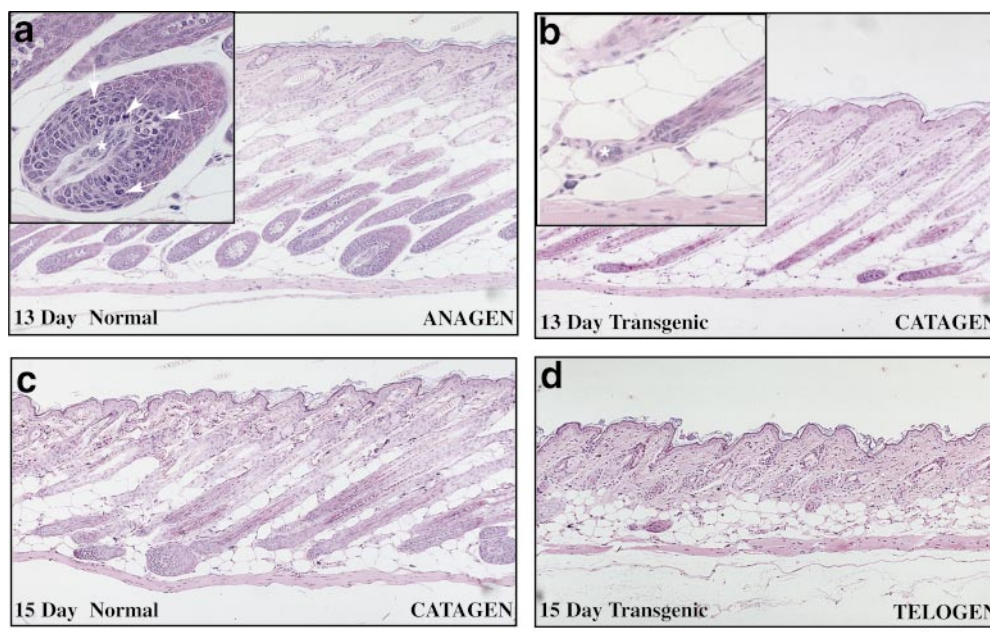 a
b
13 Day Normal
ANAGEN
13 Day Transgenic
CATAGEN
c
d
15 Day Normal
CATAGEN
15 Day Transgenic
TELOGEN